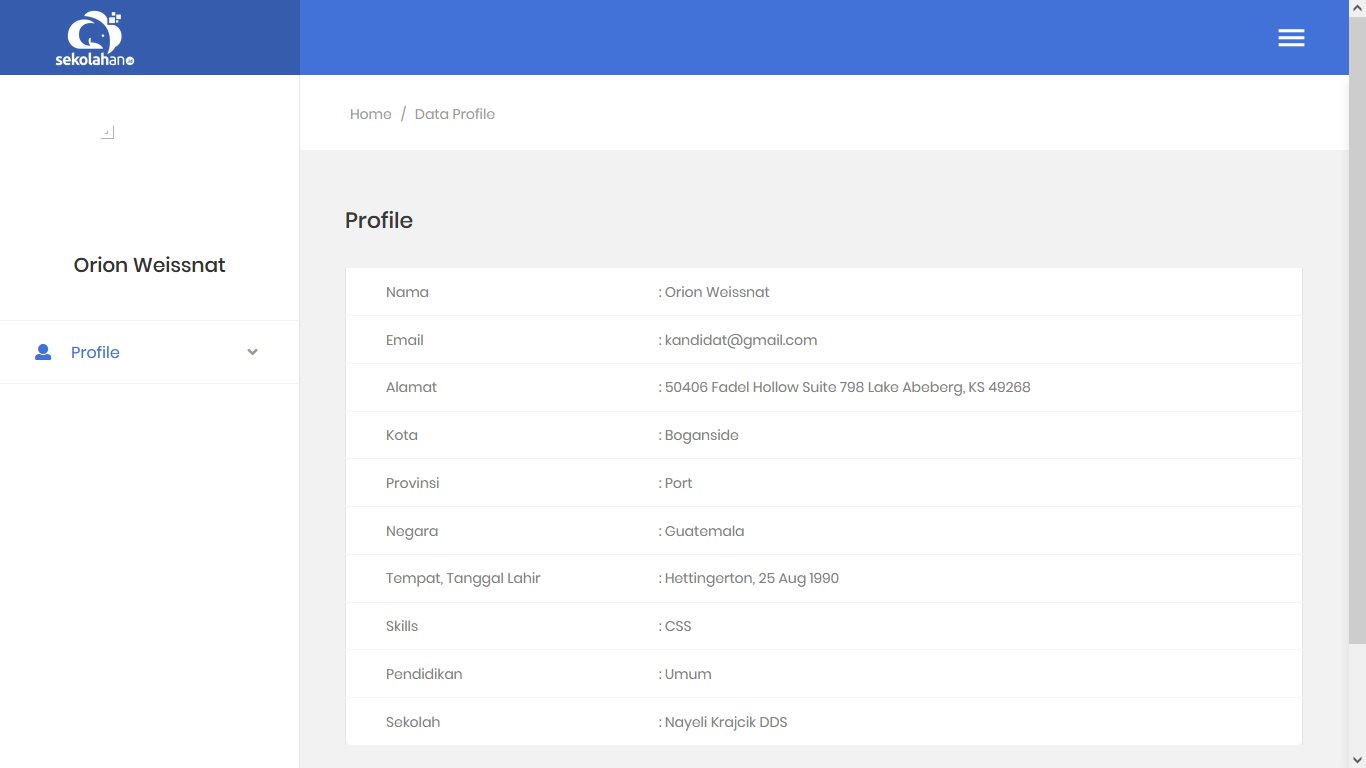 sekolahan.id
Home / Data Profile
Orion Weissnat
Profile
Profile
Nama : Orion Weissnat
Email : kandidat@gmail.com
Alamat : 50406 Fadel Hollow Suite 798 Lake Abeberg, KS 49268
Kota : Boganside
Provinsi : Port
Negara : Guatemala
Tempat, Tanggal Lahir : Hettingerton, 25 Aug 1990
Skills : CSS
Pendidikan : Umum
Sekolah : Nayeli Krajcik DDS